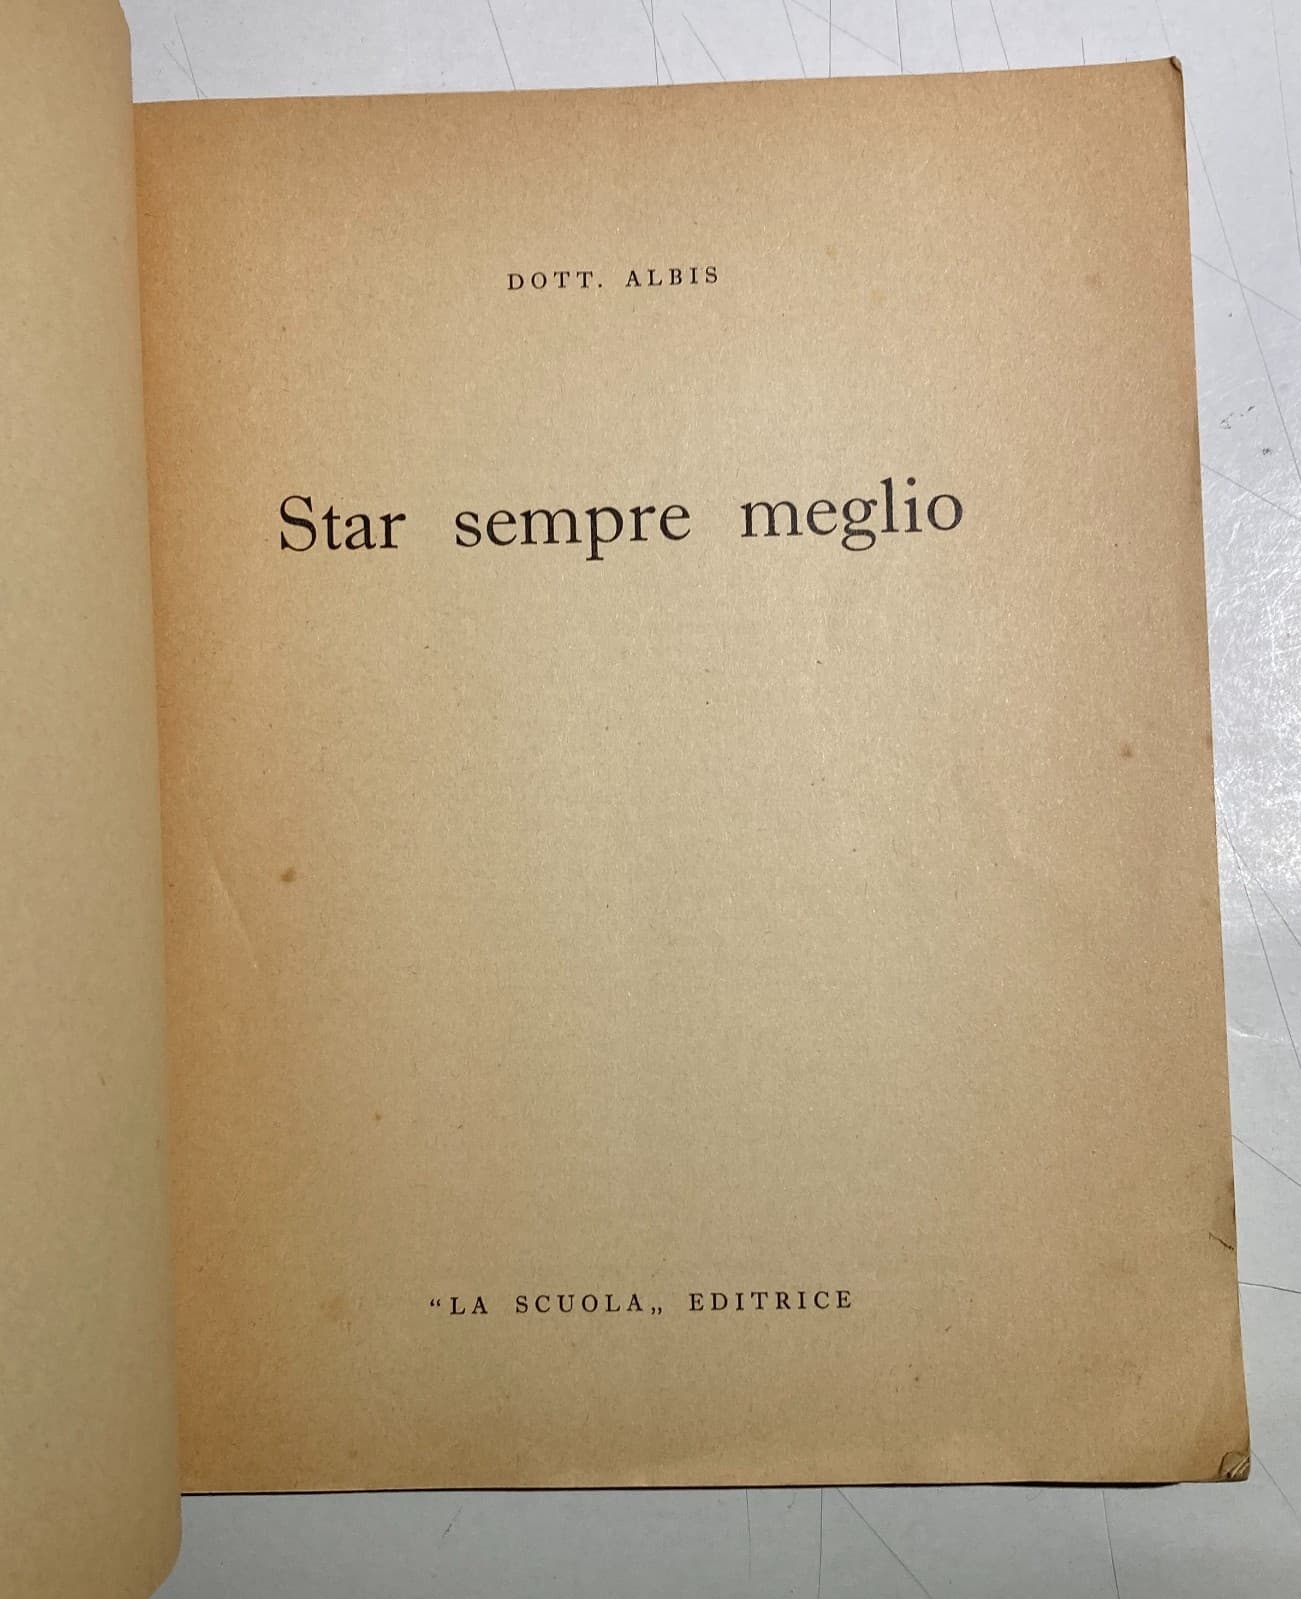 DOTT. ALBIS
Star sempre meglio
“LA SCUOLA„ EDITRICE